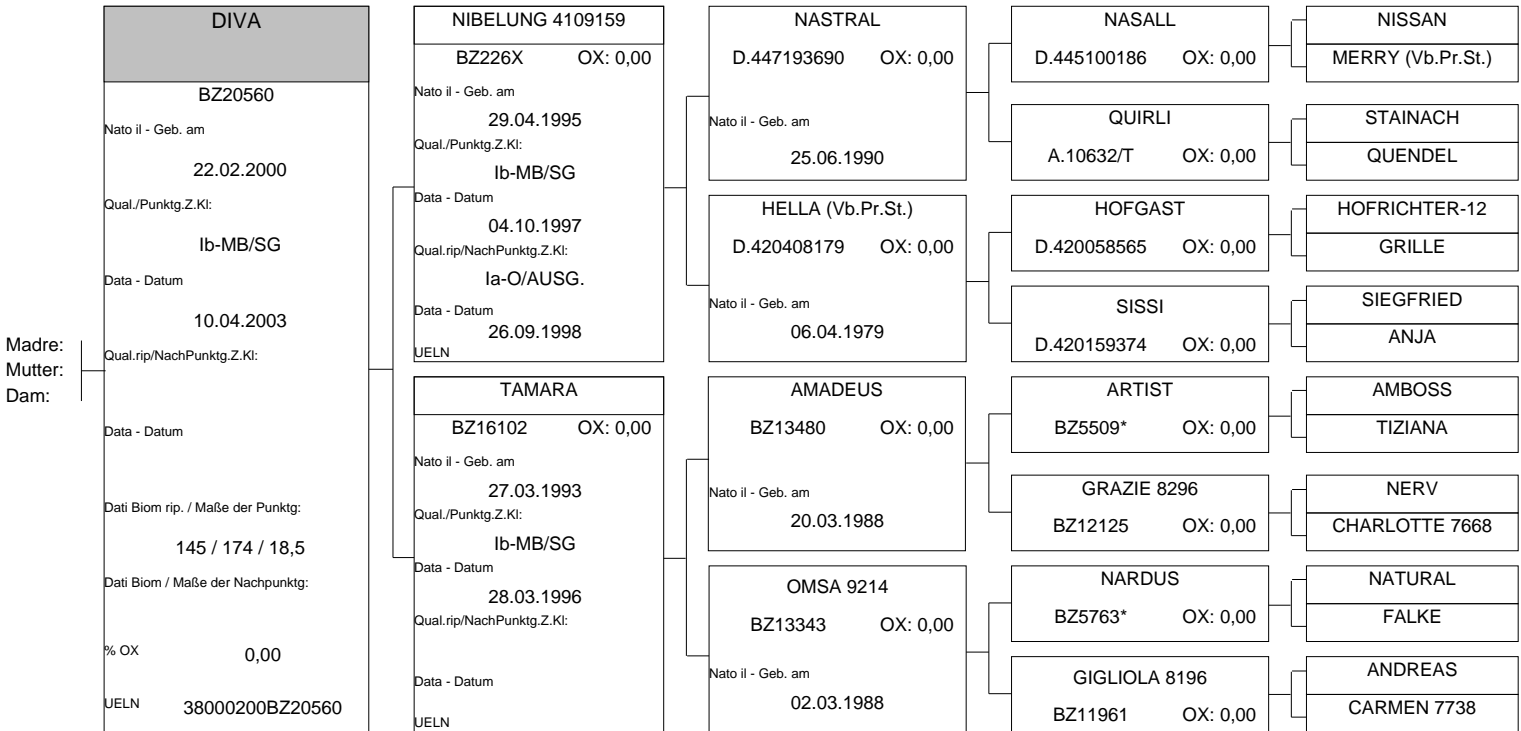 Madre:
Mutter:
Dam:
DIVA
BZ20560
Nato il - Geb. am
22.02.2000
Qual./Punktg.Z.Kl:
Ib-MB/SG
Data - Datum
10.04.2003
Qual.rip/NachPunktg.Z.Kl:
Data - Datum
Dati Biom rip. / Maße der Punktg:
145 / 174 / 18,5
Dati Biom / Maße der Nachpunktg:
% OX 0,00
UELN 38000200BZ20560
NIBELUNG 4109159
BZ226X OX: 0,00
Nato il - Geb. am
29.04.1995
Qual./Punktg.Z.Kl:
Ib-MB/SG
Data - Datum
04.10.1997
Qual.rip/NachPunktg.Z.Kl:
Ia-O/AUSG.
Data - Datum
26.09.1998
UELN
TAMARA
BZ16102 OX: 0,00
Nato il - Geb. am
27.03.1993
Qual./Punktg.Z.Kl:
Ib-MB/SG
Data - Datum
28.03.1996
Qual.rip/NachPunktg.Z.Kl:
Data - Datum
UELN
NASTRAL
D.447193690 OX: 0,00
Nato il - Geb. am
25.06.1990
HELLA (Vb.Pr.St.)
D.420408179 OX: 0,00
Nato il - Geb. am
06.04.1979
AMADEUS
BZ13480 OX: 0,00
Nato il - Geb. am
20.03.1988
OMSA 9214
BZ13343 OX: 0,00
Nato il - Geb. am
02.03.1988
NASALL
D.445100186 OX: 0,00
QUIRLI
A.10632/T OX: 0,00
HOFGAST
D.420058565 OX: 0,00
SISSI
D.420159374 OX: 0,00
ARTIST
BZ5509* OX: 0,00
GRAZIE 8296
BZ12125 OX: 0,00
NARDUS
BZ5763* OX: 0,00
GIGLIOLA 8196
BZ11961 OX: 0,00
NISSAN
MERRY (Vb.Pr.St.)
STAINACH
QUENDEL
HOFRICHTER-12
GRILLE
SIEGFRIED
ANJA
AMBOSS
TIZIANA
NERV
CHARLOTTE 7668
NATURAL
FALKE
ANDREAS
CARMEN 7738